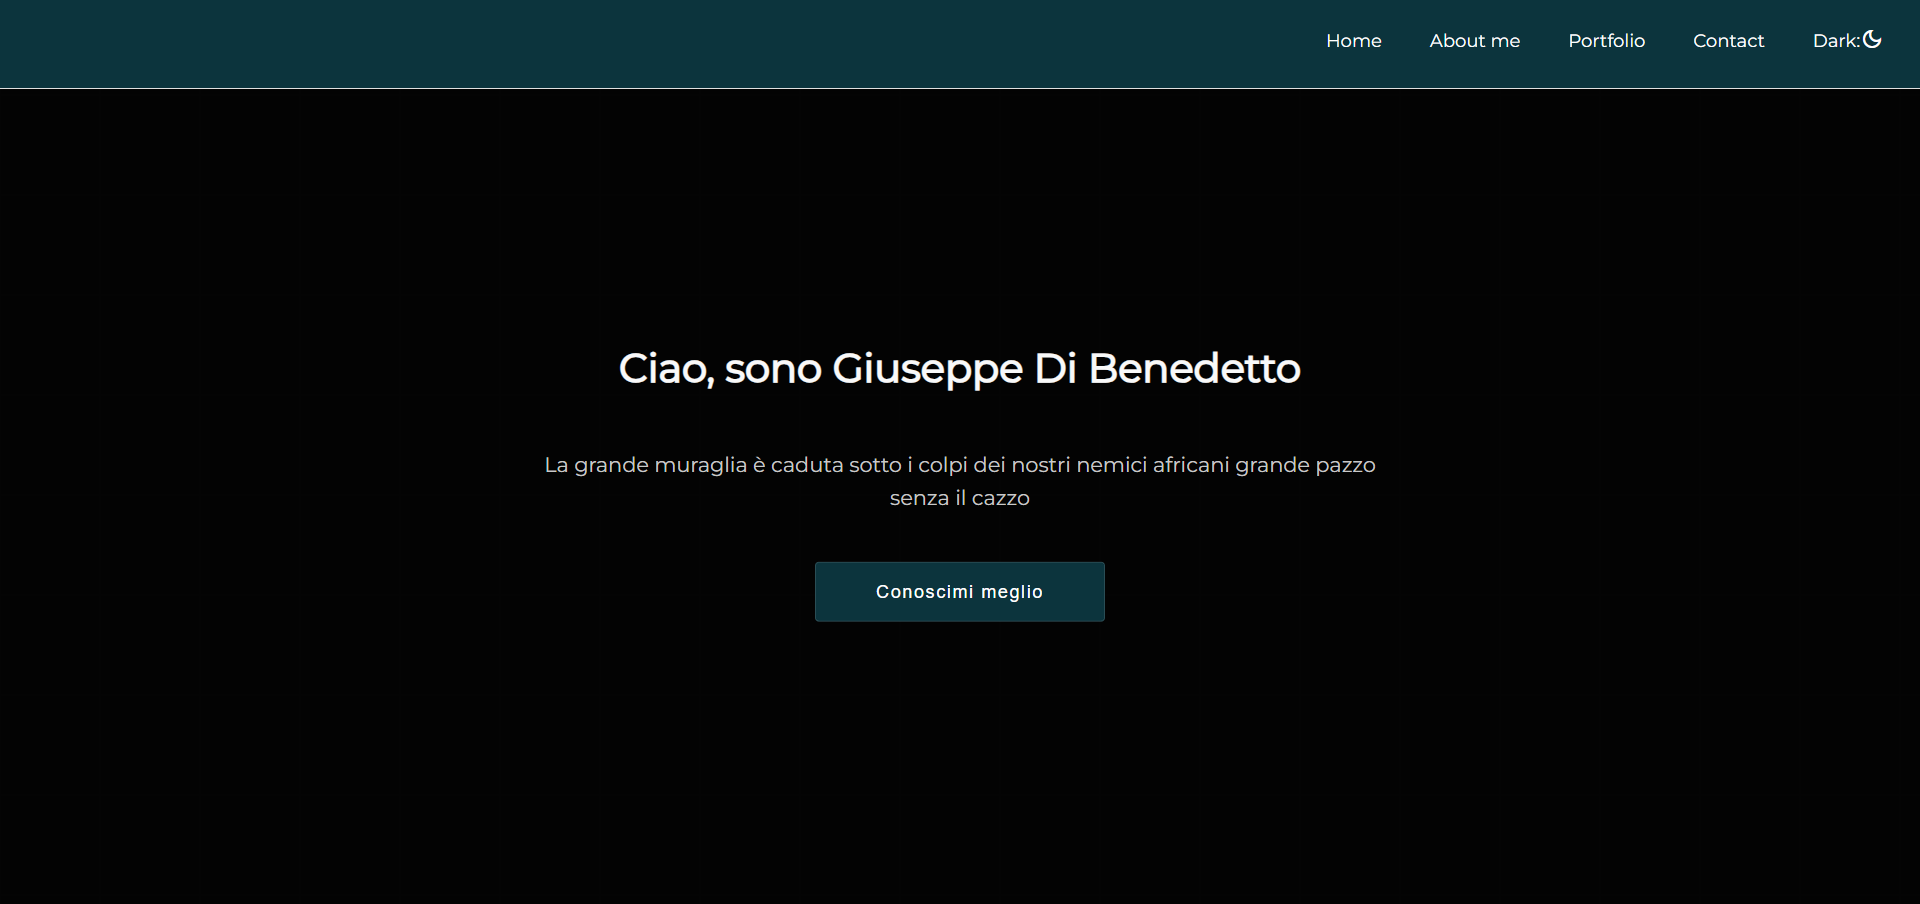 Home About me Portfolio Contact Dark:
Ciao, sono Giuseppe Di Benedetto
La grande muraglia è caduta sotto i colpi dei nostri nemici africani grande pazzo
senza il cazzo
Conoscimi meglio